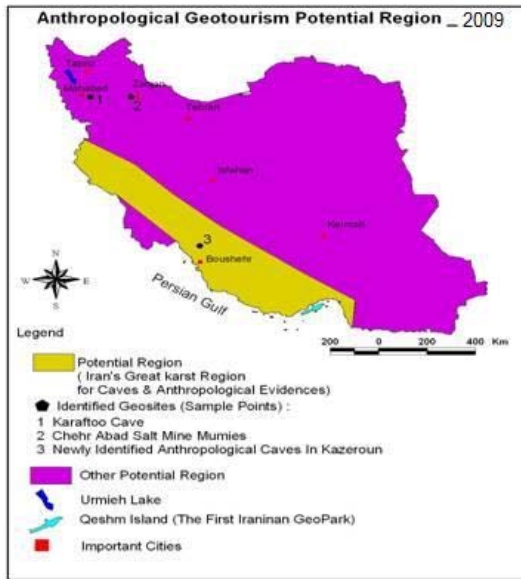 Anthropological Geotourism Potential Region _ 2009
Tabriz
Mahabad
1
Zanjan
2
Tehran
Isfehan
Kerman
3
Boushehr
Persian Gulf
N
W
E
S
200 0 200 400 Km
Legend
Potential Region
( Iran's Great karst Region
for Caves & Anthropological Evidences)
Identified Geosites (Sample Points) :
1 Karaftoo Cave
2 Chehr Abad Salt Mine Mumies
3 Newly Identified Anthropological Caves In Kazeroun
Other Potential Region
Urmieh Lake
Qeshm Island (The First Iraninan GeoPark)
Important Cities